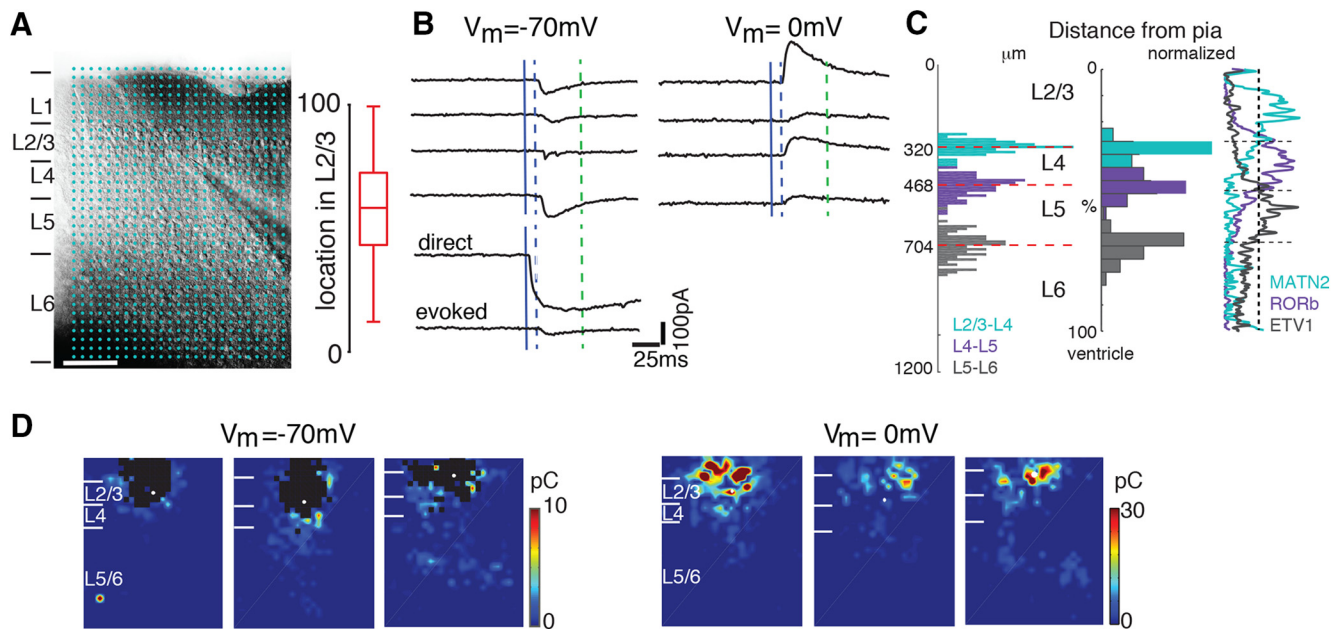 A
L1
L2/3
L4
L5
L6
100
location in L2/3
0
B
Vm=-70mV
Vm= 0mV
direct
evoked
100pA
25ms
C
Distance from pia
μm
normalized
0
320
468
704
1200
L2/3
L4
L5
L6
L2/3-L4
L4-L5
L5-L6
0
%
100
ventricle
MATN2
RORb
ETV1
D
Vm=-70mV
L2/3
L4
L5/6
pC
10
0
Vm= 0mV
L2/3
L4
L5/6
pC
30
0